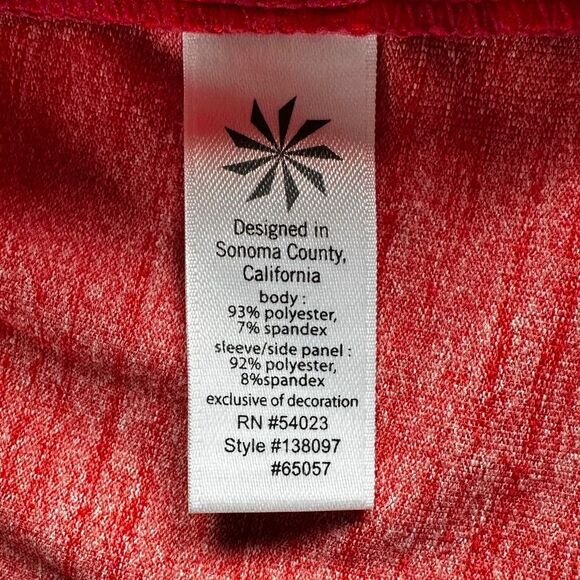 Designed in
Sonoma County,
California
body :
93% polyester,
7% spandex
sleeve/side panel :
92% polyester,
8%spandex
exclusive of decoration
RN #54023
Style #138097
#65057